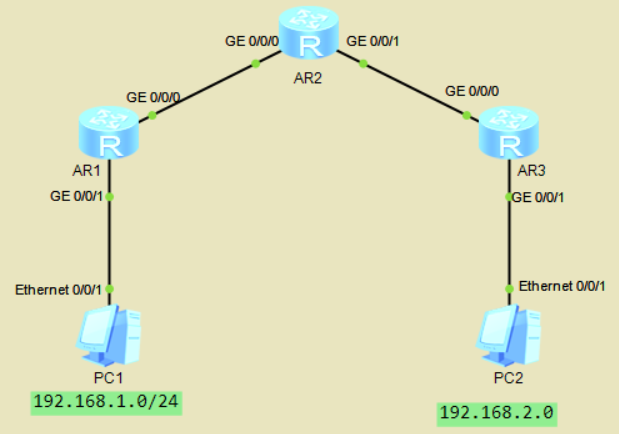 GE 0/0/0
GE 0/0/1
R
AR2
GE 0/0/0
GE 0/0/0
R
R
AR1
AR3
GE 0/0/1
GE 0/0/1
Ethernet 0/0/1
Ethernet 0/0/1
PC1
PC2
192.168.1.0/24
192.168.2.0